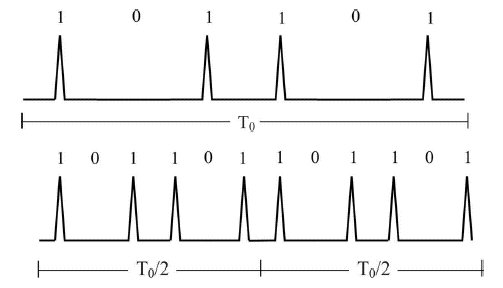 1 0 1 1 0 1
T₀
1 0 1 1 0 1 1 0 1 1 0 1
T₀/2 T₀/2